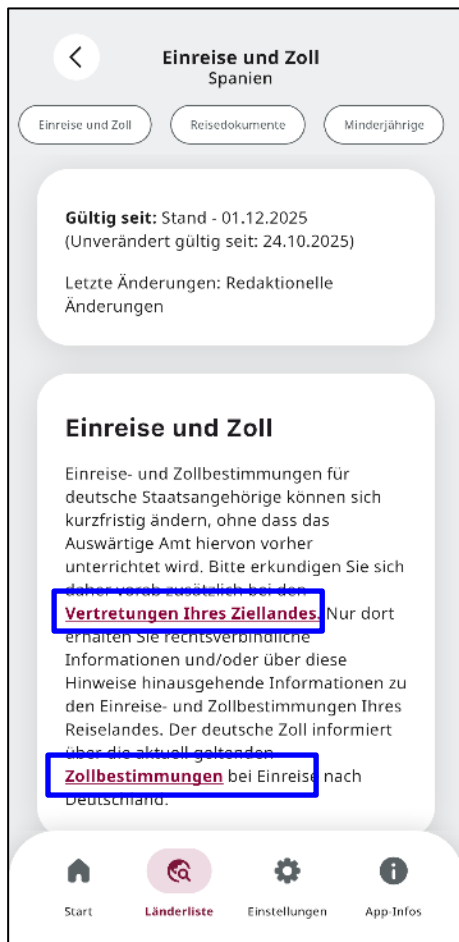 Einreise und Zoll
Spanien
Einreise und Zoll
Reisedokumente
Minderjährige
Gültig seit: Stand - 01.12.2025
(Unverändert gültig seit: 24.10.2025)
Letzte Änderungen: Redaktionelle
Änderungen
Einreise und Zoll
Einreise- und Zollbestimmungen für
deutsche Staatsangehörige können sich
kurzfristig ändern, ohne dass das
Auswärtige Amt hiervon vorher
unterrichtet wird. Bitte erkundigen Sie sich
daher vorab zusätzlich bei den
Vertretungen Ihres Ziellandes. Nur dort
erhalten Sie rechtsverbindliche
Informationen und/oder über diese
Hinweise hinausgehende Informationen zu
den Einreise- und Zollbestimmungen Ihres
Reiselandes. Der deutsche Zoll informiert
über die aktuell geltenden
Zollbestimmungen bei Einreise nach
Deutschland.
Start
Länderliste
Einstellungen
App-Infos